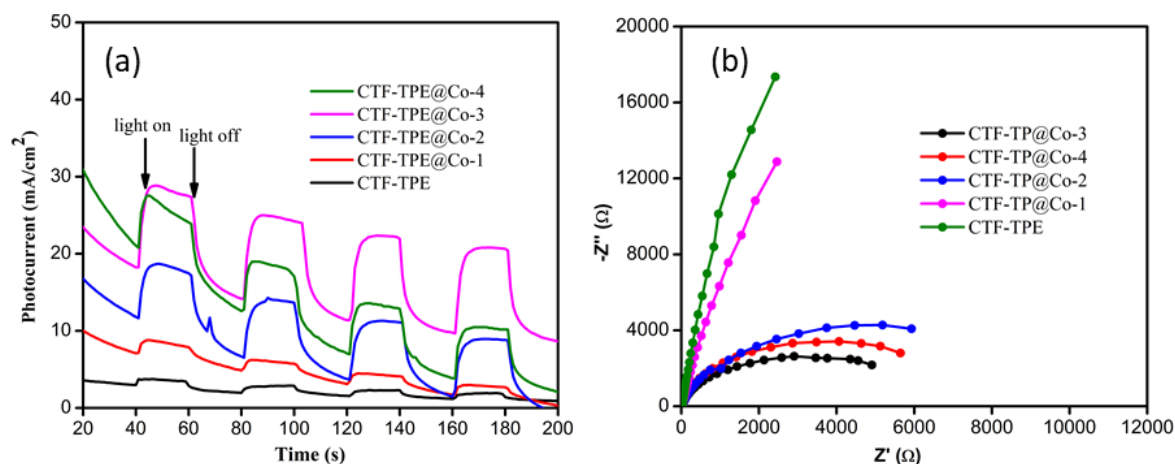 50
40
30
20
10
0
Photocurrent (mA/cm²)
(a)
light on
light off
CTF-TPE@Co-4
CTF-TPE@Co-3
CTF-TPE@Co-2
CTF-TPE@Co-1
CTF-TPE
20 40 60 80 100 120 140 160 180 200
Time (s)
20000
16000
12000
8000
4000
0
-Z'' (Ω)
(b)
CTF-TP@Co-3
CTF-TP@Co-4
CTF-TP@Co-2
CTF-TP@Co-1
CTF-TPE
0 2000 4000 6000 8000 10000 12000
Z' (Ω)